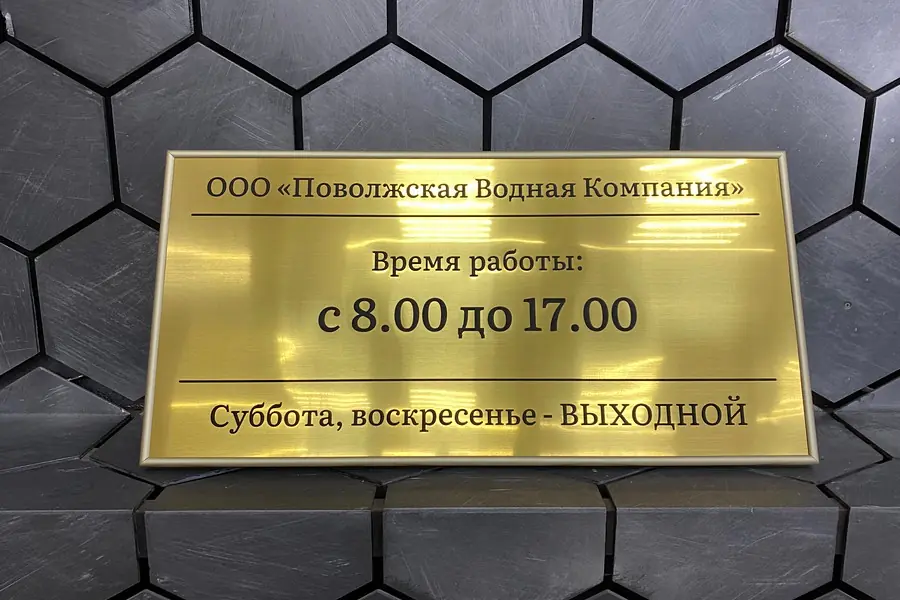 ООО «Поволжская Водная Компания»
Время работы:
с 8.00 до 17.00
Суббота, воскресенье - ВЫХОДНОЙ